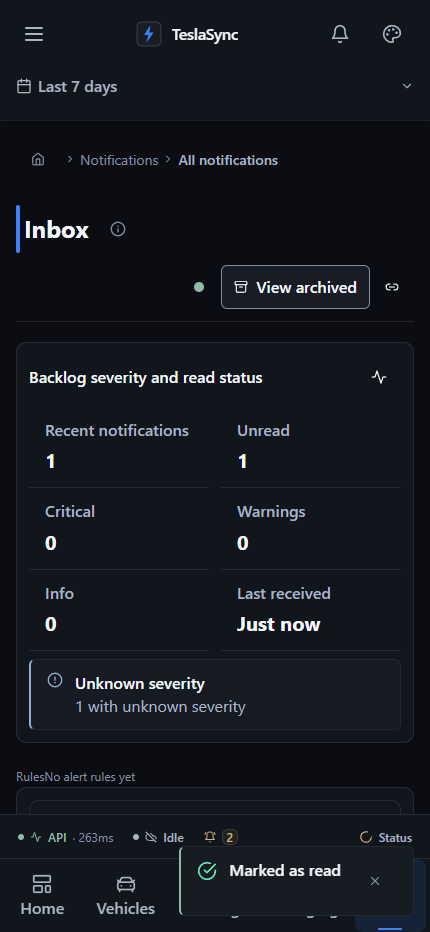 TeslaSync
Last 7 days
Notifications
All notifications
Inbox
View archived
Backlog severity and read status
Recent notifications
1
Unread
1
Critical
0
Warnings
0
Info
0
Last received
Just now
Unknown severity
1 with unknown severity
RulesNo alert rules yet
API · 263ms
Idle
2
Status
Marked as read
Home
Vehicles